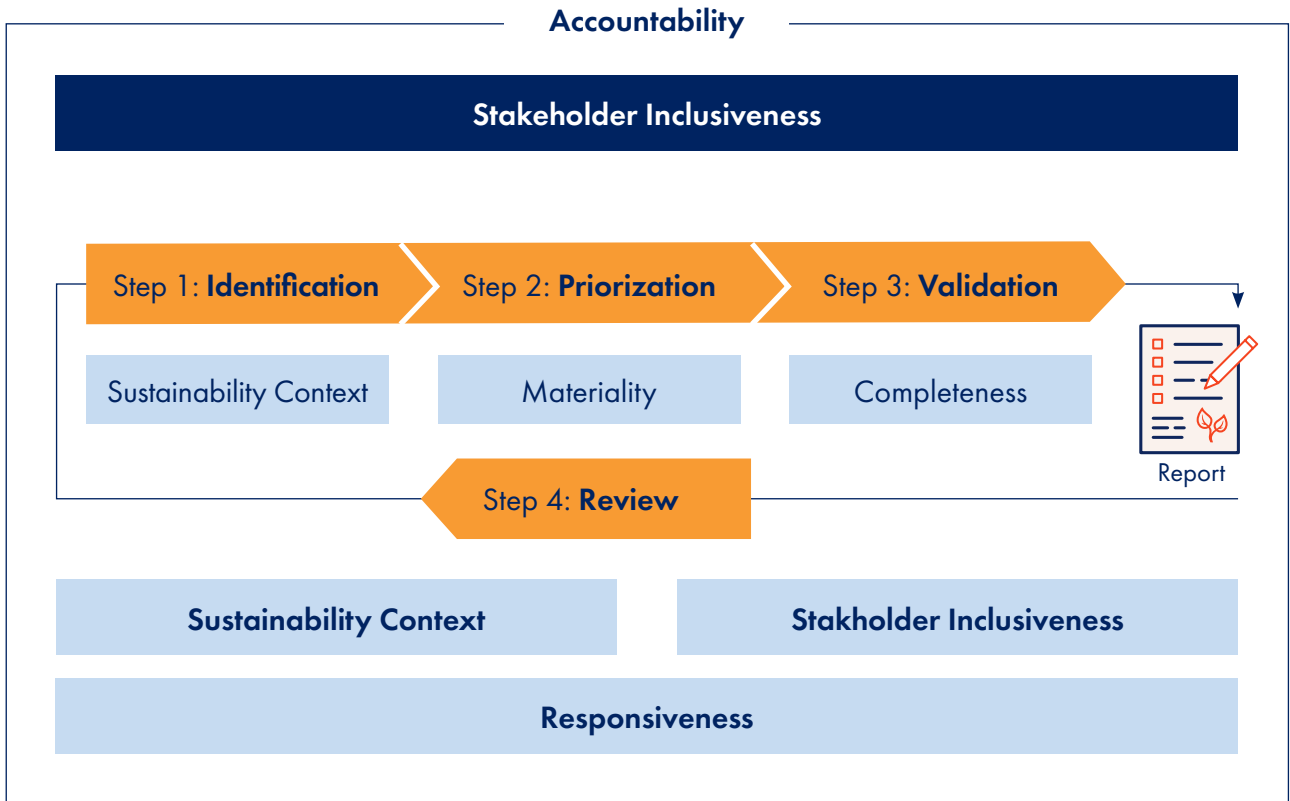 Accountability
Stakeholder Inclusiveness
Step 1: Identification
Step 2: Priorization
Step 3: Validation
Sustainability Context
Materiality
Completeness
Report
Step 4: Review
Sustainability Context
Stakholder Inclusiveness
Responsiveness